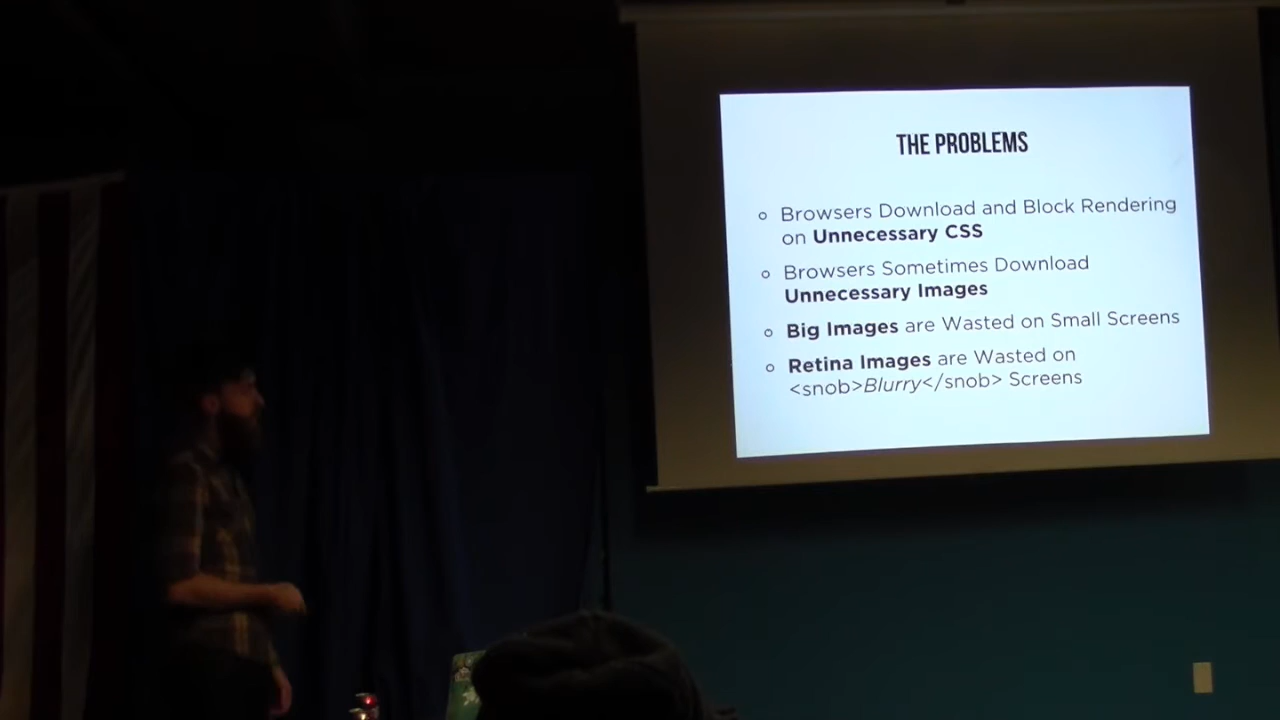 THE PROBLEMS
Browsers Download and Block Rendering
on Unnecessary CSS
Browsers Sometimes Download
Unnecessary Images
Big Images are Wasted on Small Screens
Retina Images are Wasted on
<snob>Blurry</snob> Screens